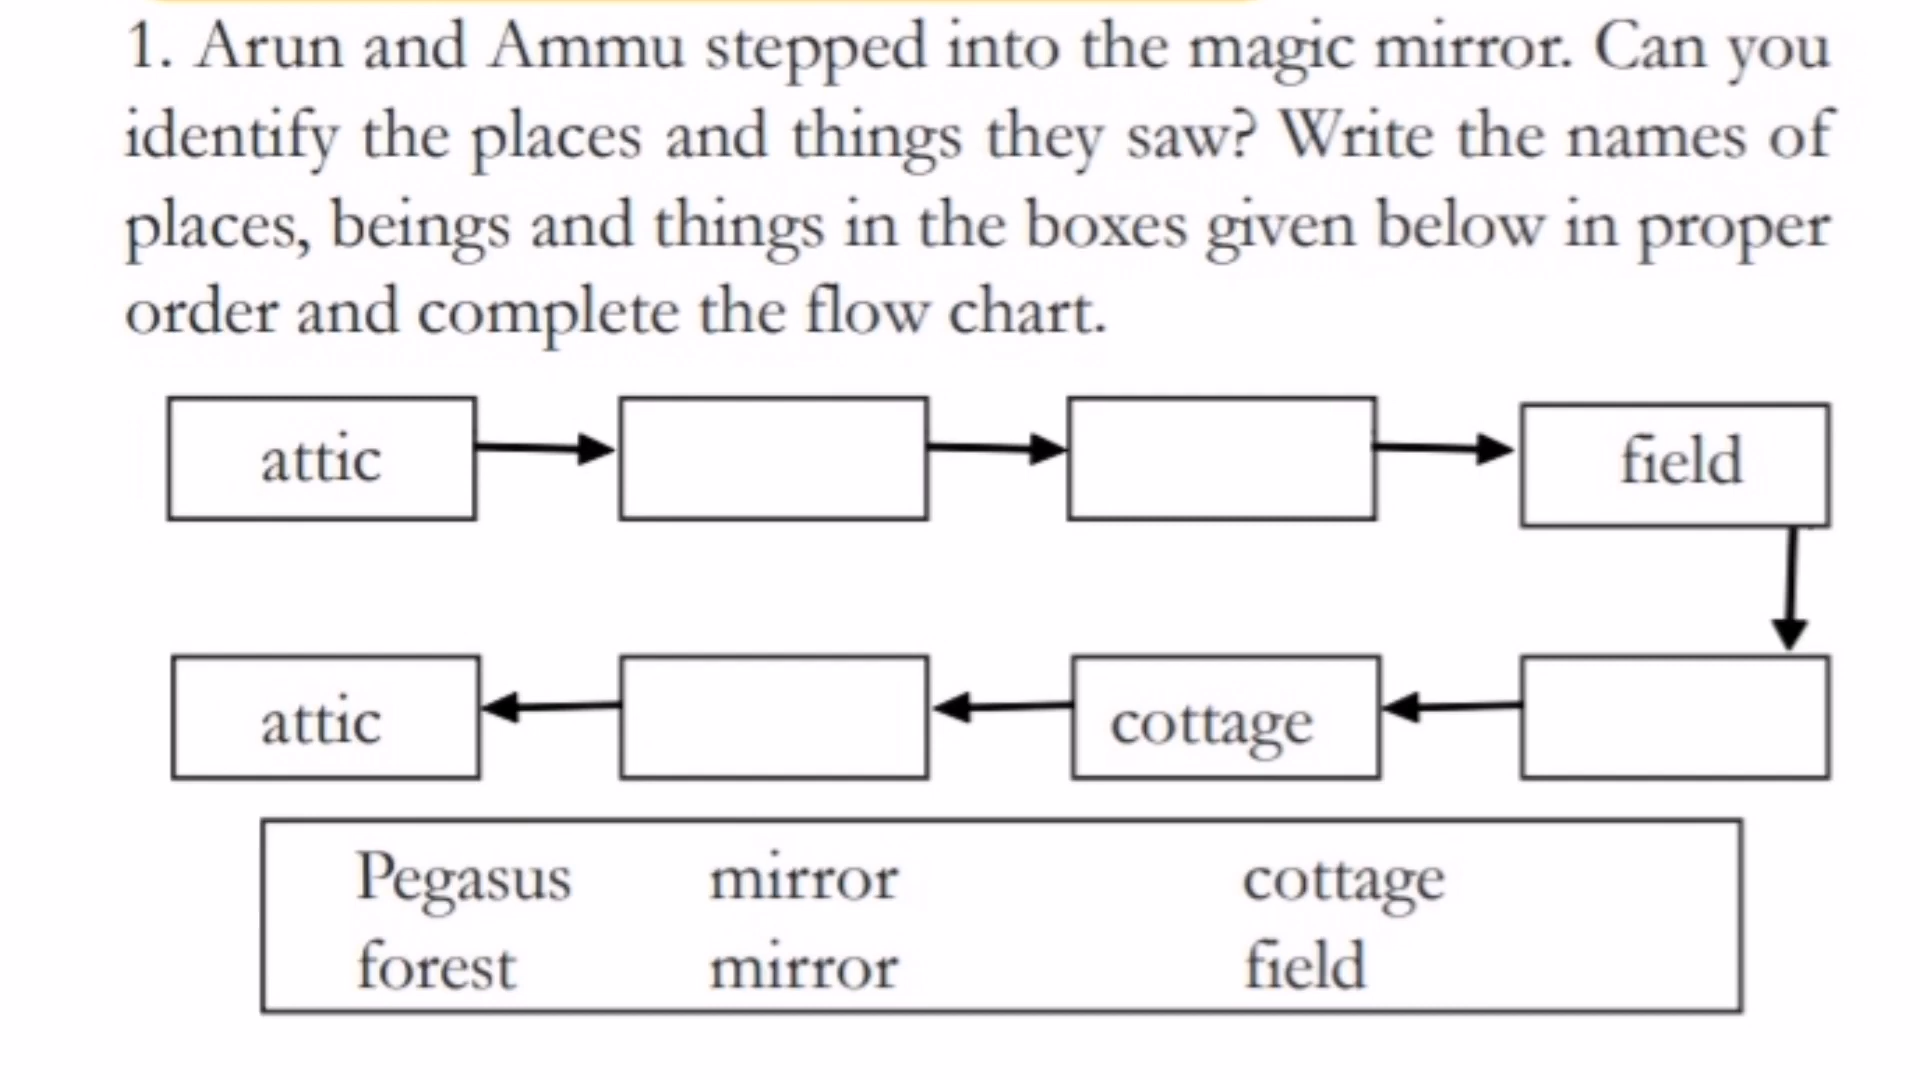 1. Arun and Ammu stepped into the magic mirror. Can you
identify the places and things they saw? Write the names of
places, beings and things in the boxes given below in proper
order and complete the flow chart.
attic
field
attic
cottage
Pegasus mirror cottage
forest mirror field